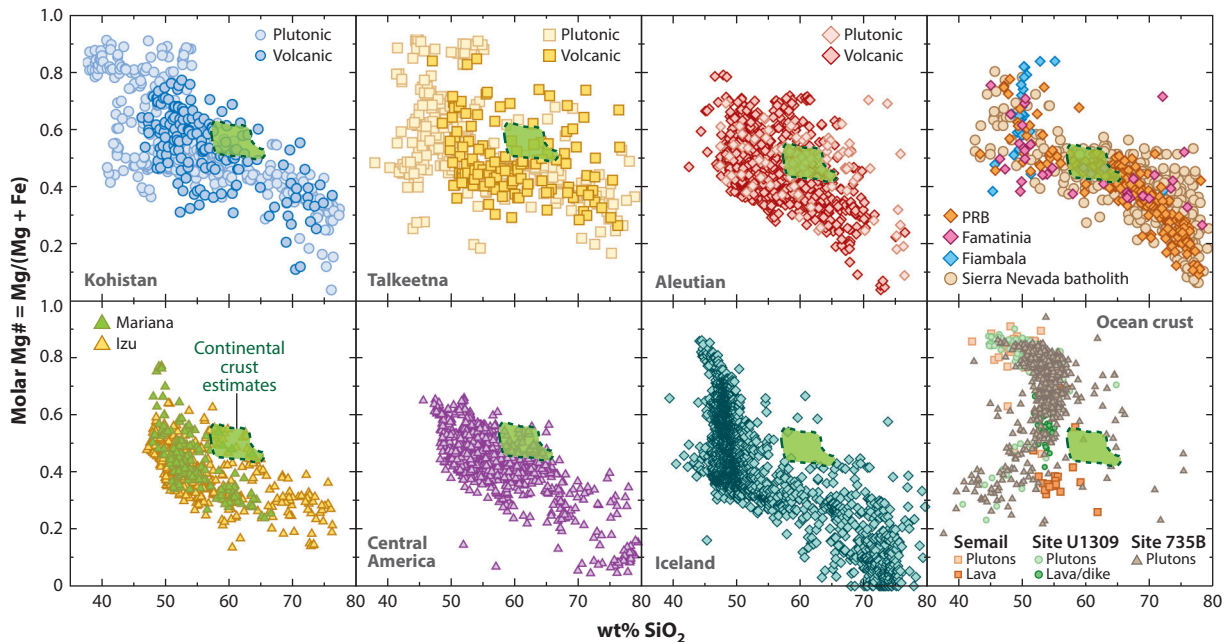 Molar Mg# = Mg/(Mg + Fe)
1.0
0.8
0.6
0.4
0.2
0
Plutonic
Volcanic
Kohistan
Plutonic
Volcanic
Talkeetna
Plutonic
Volcanic
Aleutian
PRB
Famatinia
Fiambala
Sierra Nevada batholith
1.0
0.8
0.6
0.4
0.2
0
Mariana
Izu
Continental
crust
estimates
Central
America
Iceland
Ocean crust
Semail Site U1309 Site 735B
Plutons Plutons Plutons
Lava Lava/dike
40 50 60 70 80 40 50 60 70 80 40 50 60 70 80 40 50 60 70 80
wt% SiO₂